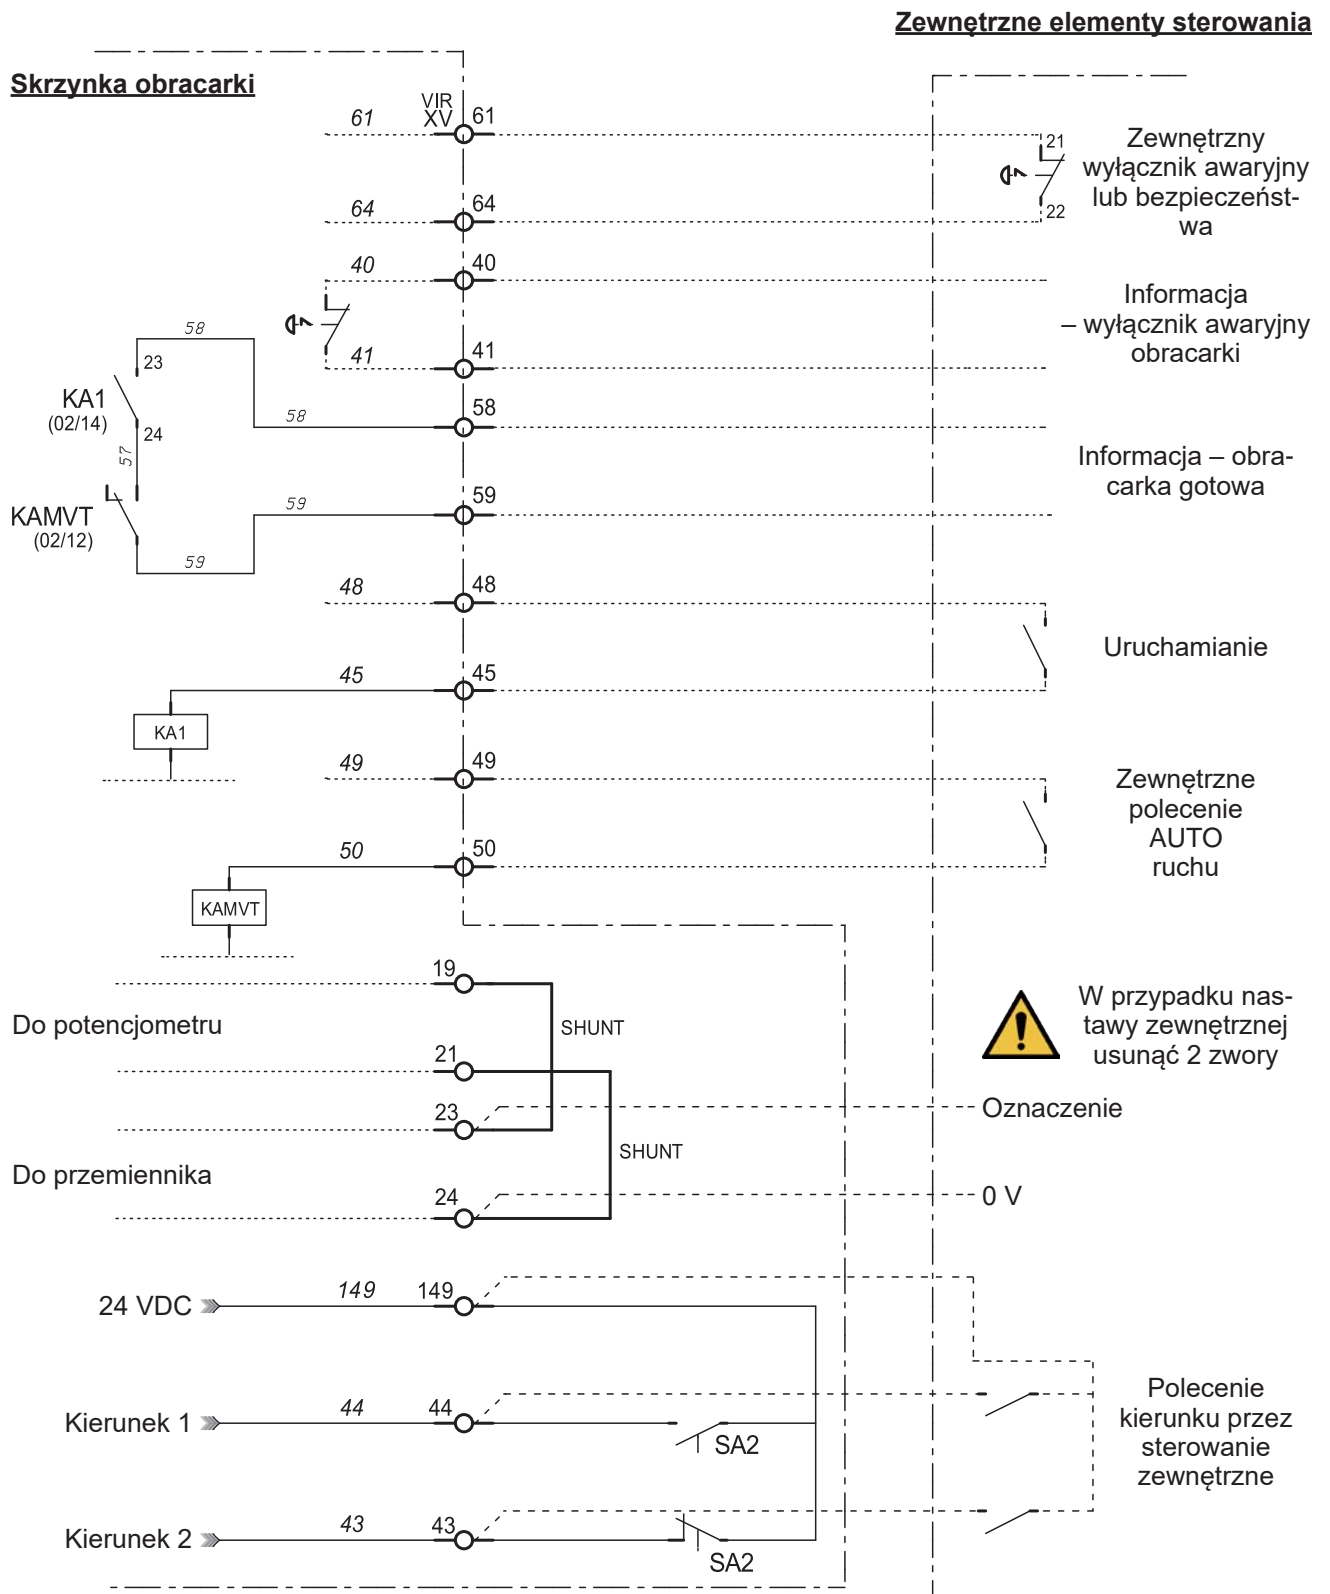 Zewnętrzne elementy sterowania
Skrzynka obracarki
VIR
XV
61
61
21
Zewnętrzny
wyłącznik awaryjny
lub bezpieczeńst-
wa
64
64
22
40
40
Informacja
– wyłącznik awaryjny
obracarki
58
41
41
23
KA1
(02/14)
24
58
58
57
Informacja – obra-
carka gotowa
KAMVT
(02/12)
59
59
59
48
48
Uruchamianie
45
45
KA1
49
49
Zewnętrzne
polecenie
AUTO
ruchu
50
50
KAMVT
19
Do potencjometru
SHUNT
W przypadku nas-
tawy zewnętrznej
usunąć 2 zwory
21
23
Oznaczenie
SHUNT
Do przemiennika
24
0 V
24 VDC
149
149
Kierunek 1
44
44
SA2
Polecenie
kierunku przez
sterowanie
zewnętrzne
Kierunek 2
43
43
SA2